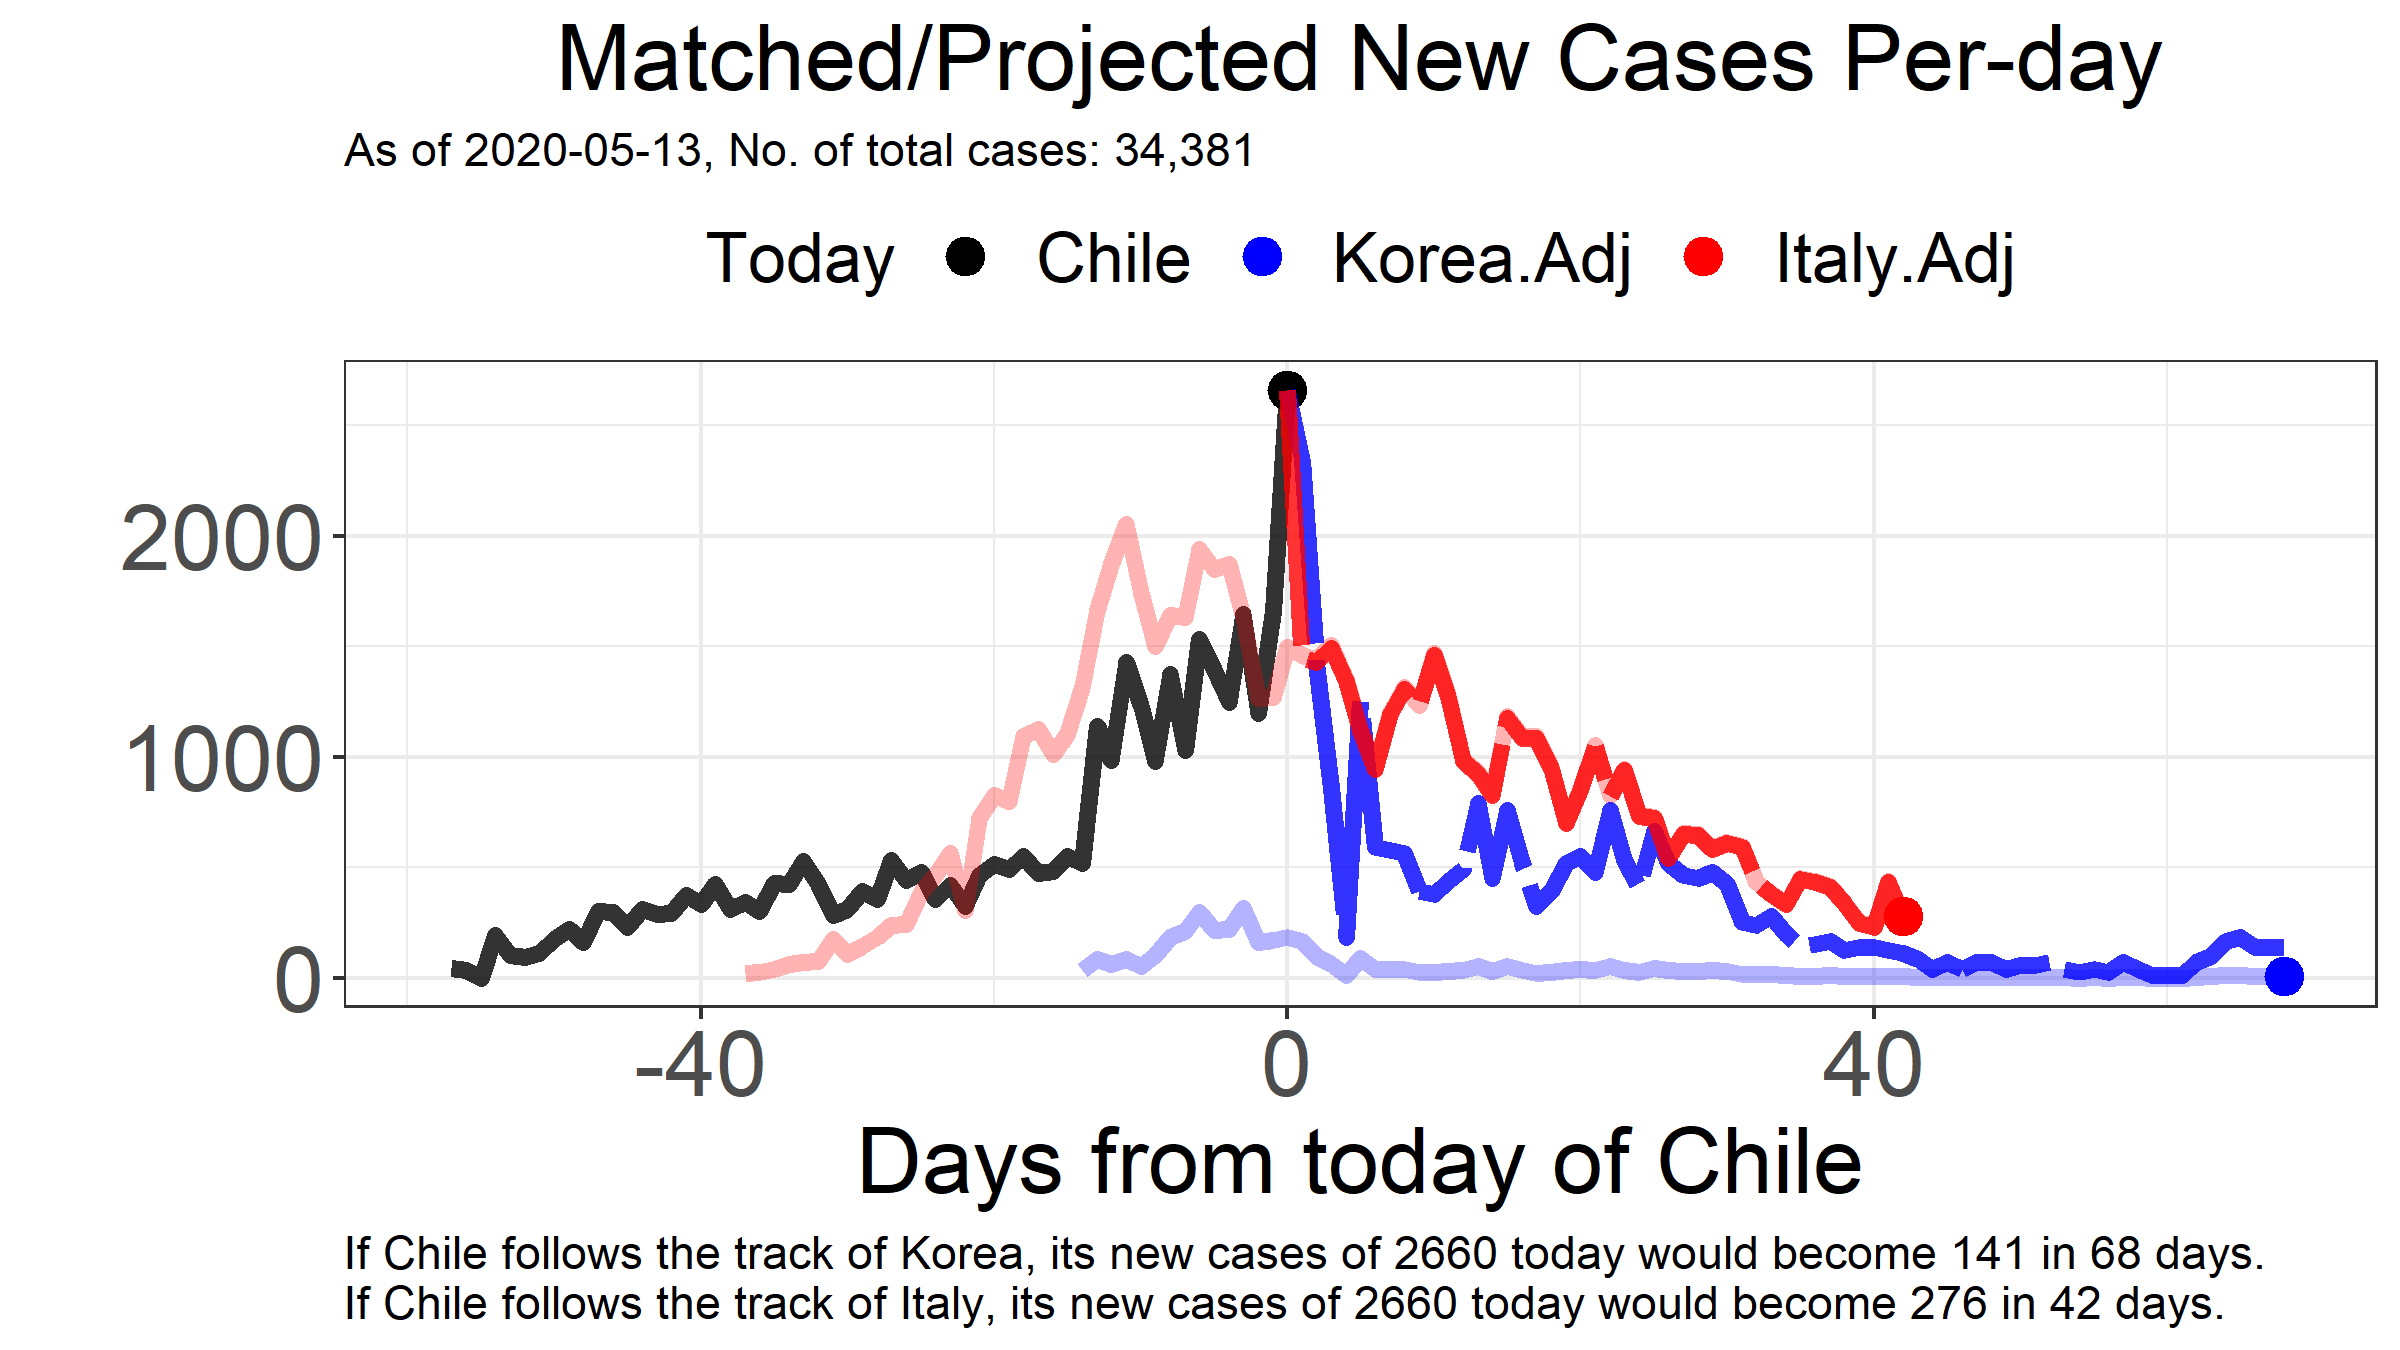 Matched/Projected New Cases Per-day
As of 2020-05-13, No. of total cases: 34,381
Today Chile Korea.Adj Italy.Adj
2000
1000
0
-40 0 40
Days from today of Chile
If Chile follows the track of Korea, its new cases of 2660 today would become 141 in 68 days.
If Chile follows the track of Italy, its new cases of 2660 today would become 276 in 42 days.